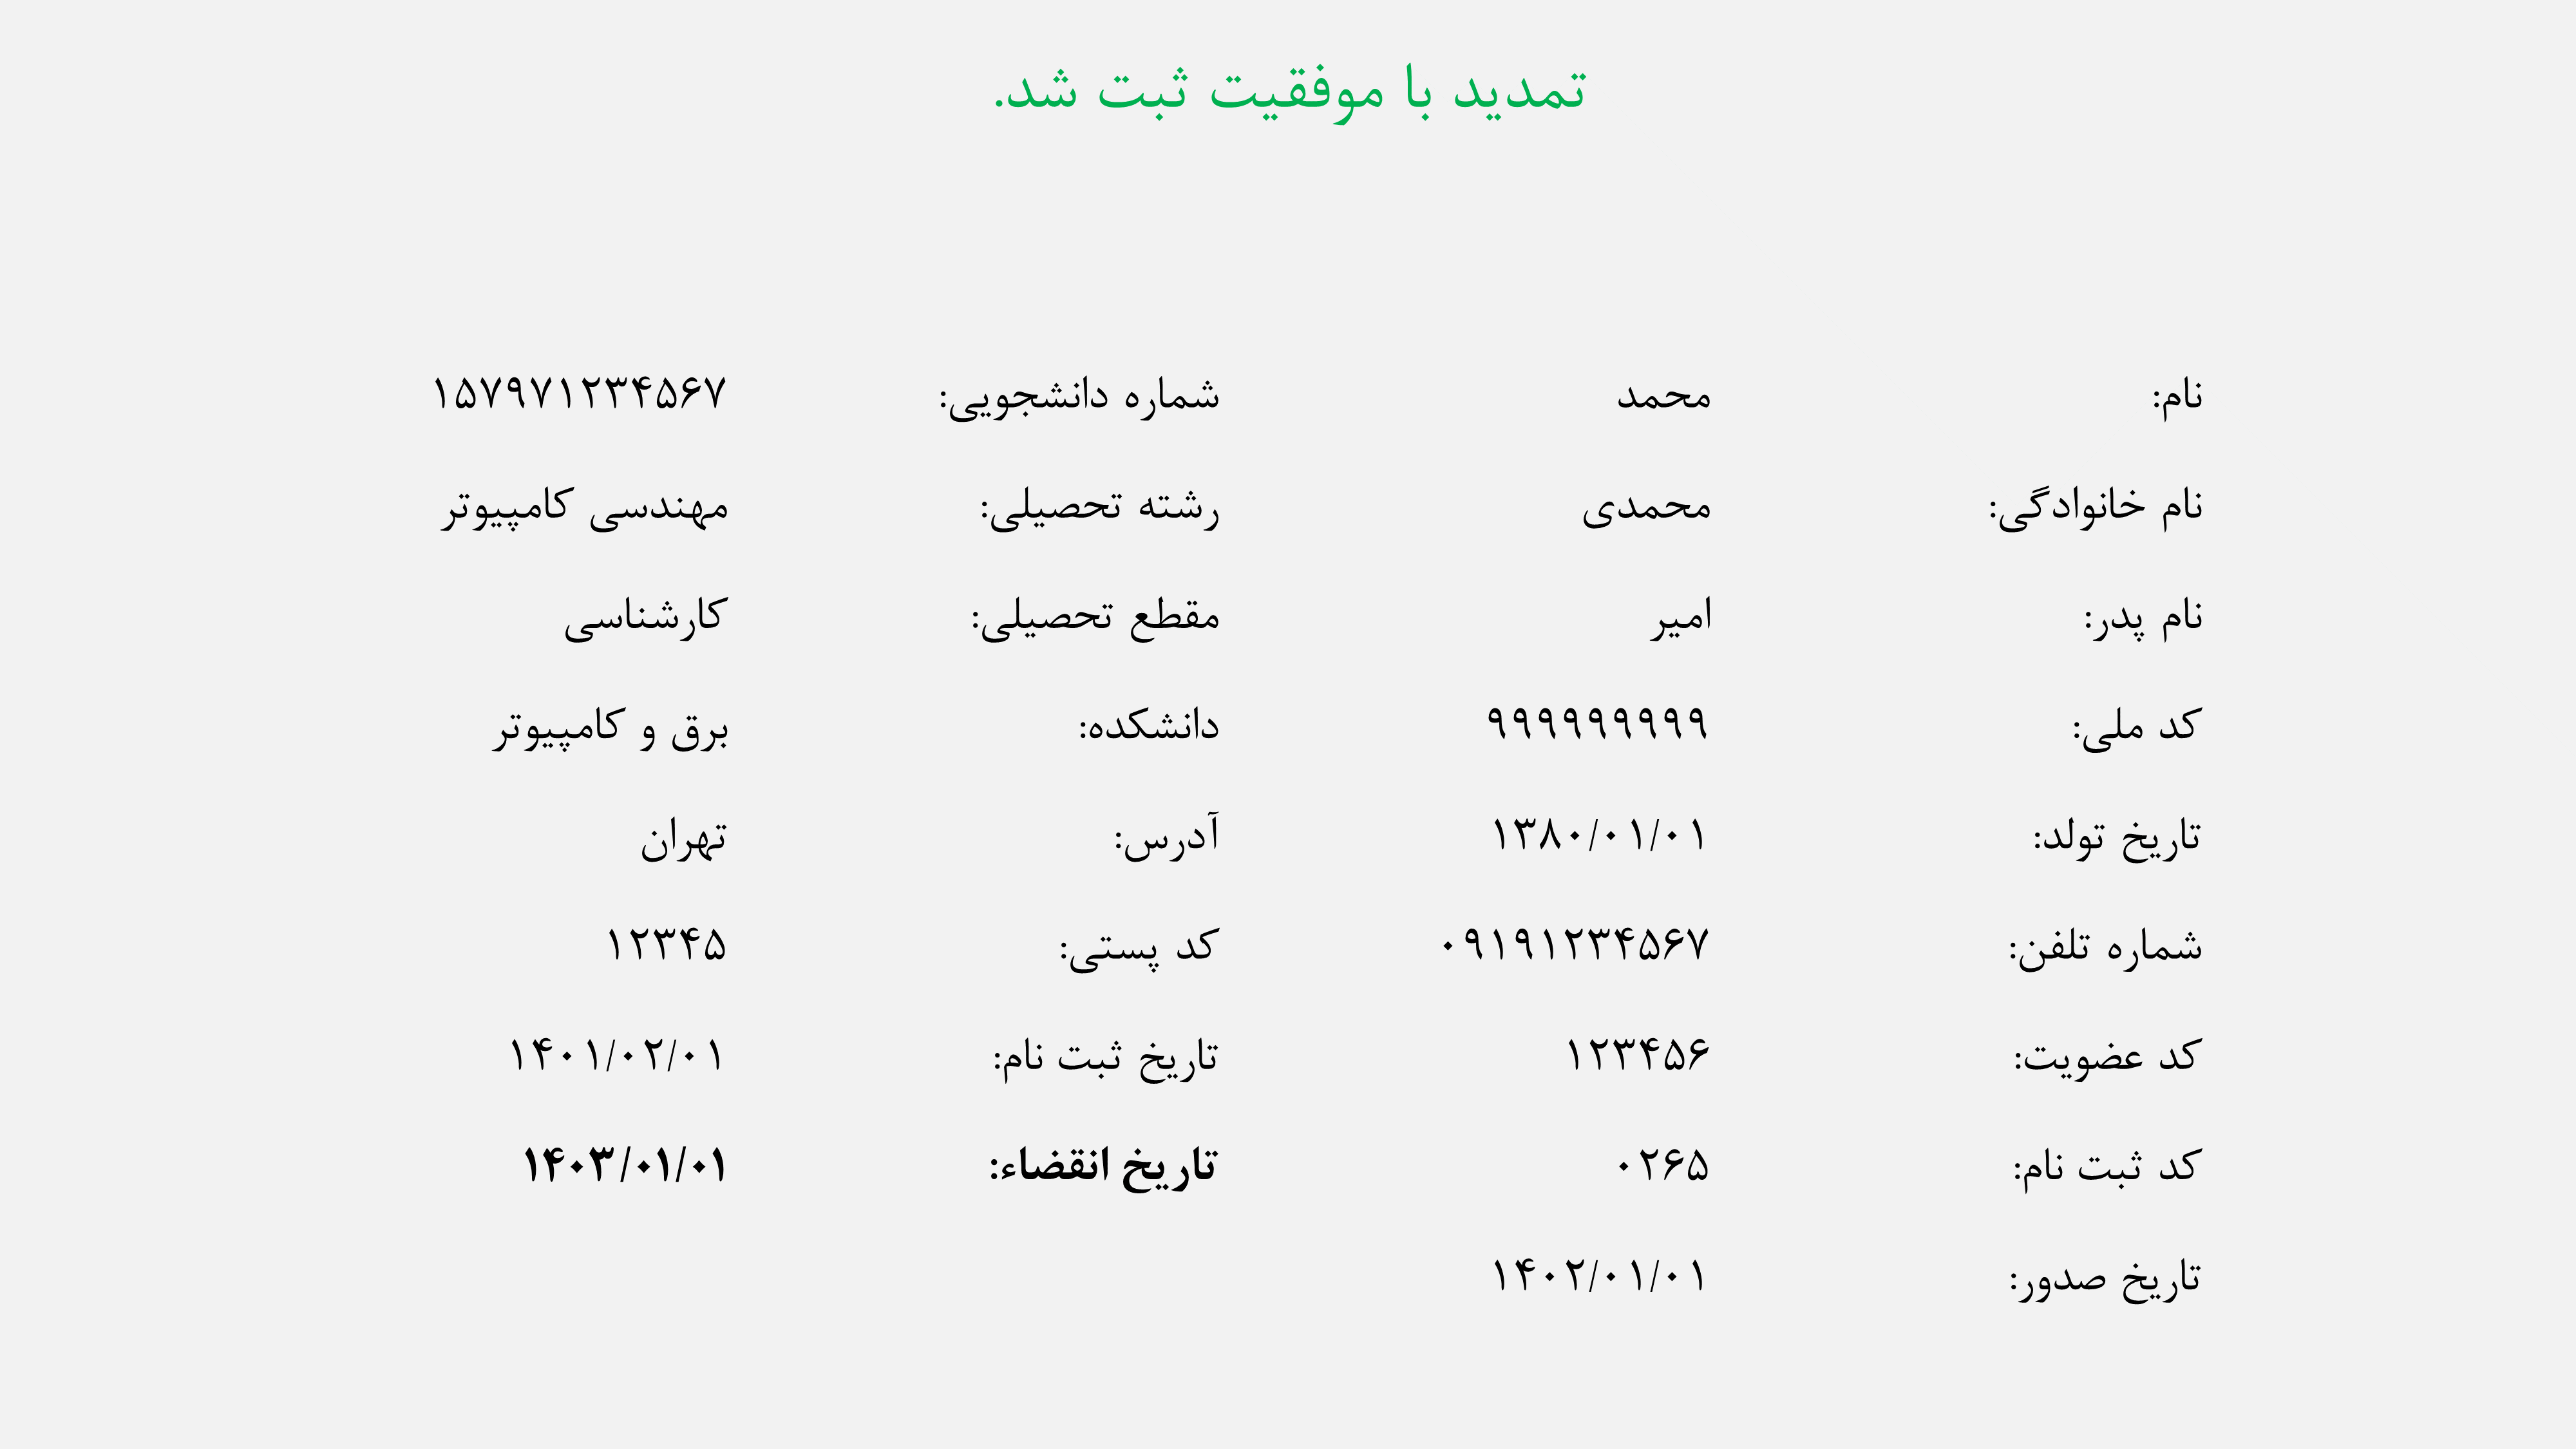 تمدید با موفقیت ثبت شد.
نام: محمد شماره دانشجویی: ۱۵۷۹۷۱۲۳۴۵۶۷
نام خانوادگی: محمدی رشته تحصیلی: مهندسی کامپیوتر
نام پدر: امیر مقطع تحصیلی: کارشناسی
کد ملی: ۹۹۹۹۹۹۹۹۹ دانشکده: برق و کامپیوتر
تاریخ تولد: ۱۳۸۰/۰۱/۰۱ آدرس: تهران
شماره تلفن: ۰۹۱۹۱۲۳۴۵۶۷ کد پستی: ۱۲۳۴۵
کد عضویت: ۱۲۳۴۵۶ تاریخ ثبت نام: ۱۴۰۱/۰۲/۰۱
کد ثبت نام: ۰۲۶۵ تاریخ انقضاء: ۱۴۰۳/۰۱/۰۱
تاریخ صدور: ۱۴۰۲/۰۱/۰۱